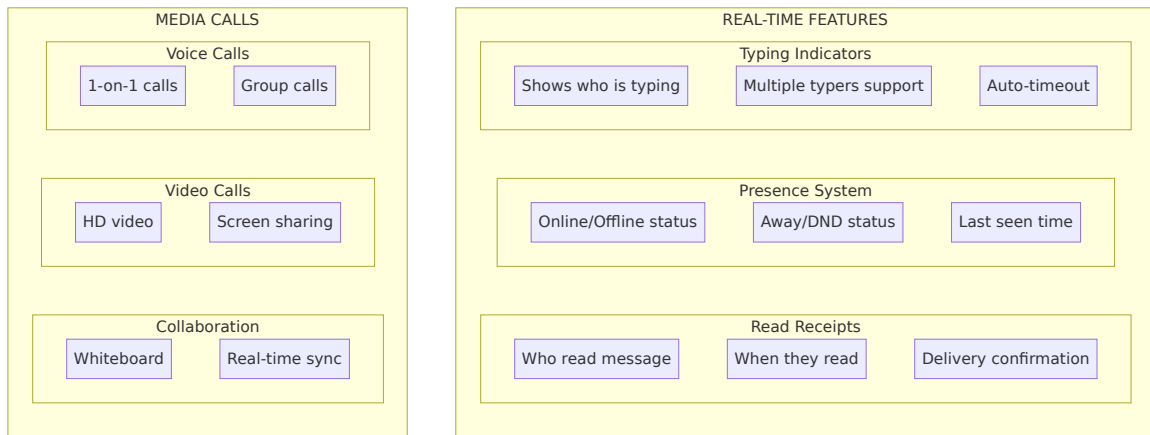 MEDIA CALLS
Voice Calls
1-on-1 calls
Group calls
Video Calls
HD video
Screen sharing
Collaboration
Whiteboard
Real-time sync
REAL-TIME FEATURES
Typing Indicators
Shows who is typing
Multiple typers support
Auto-timeout
Presence System
Online/Offline status
Away/DND status
Last seen time
Read Receipts
Who read message
When they read
Delivery confirmation